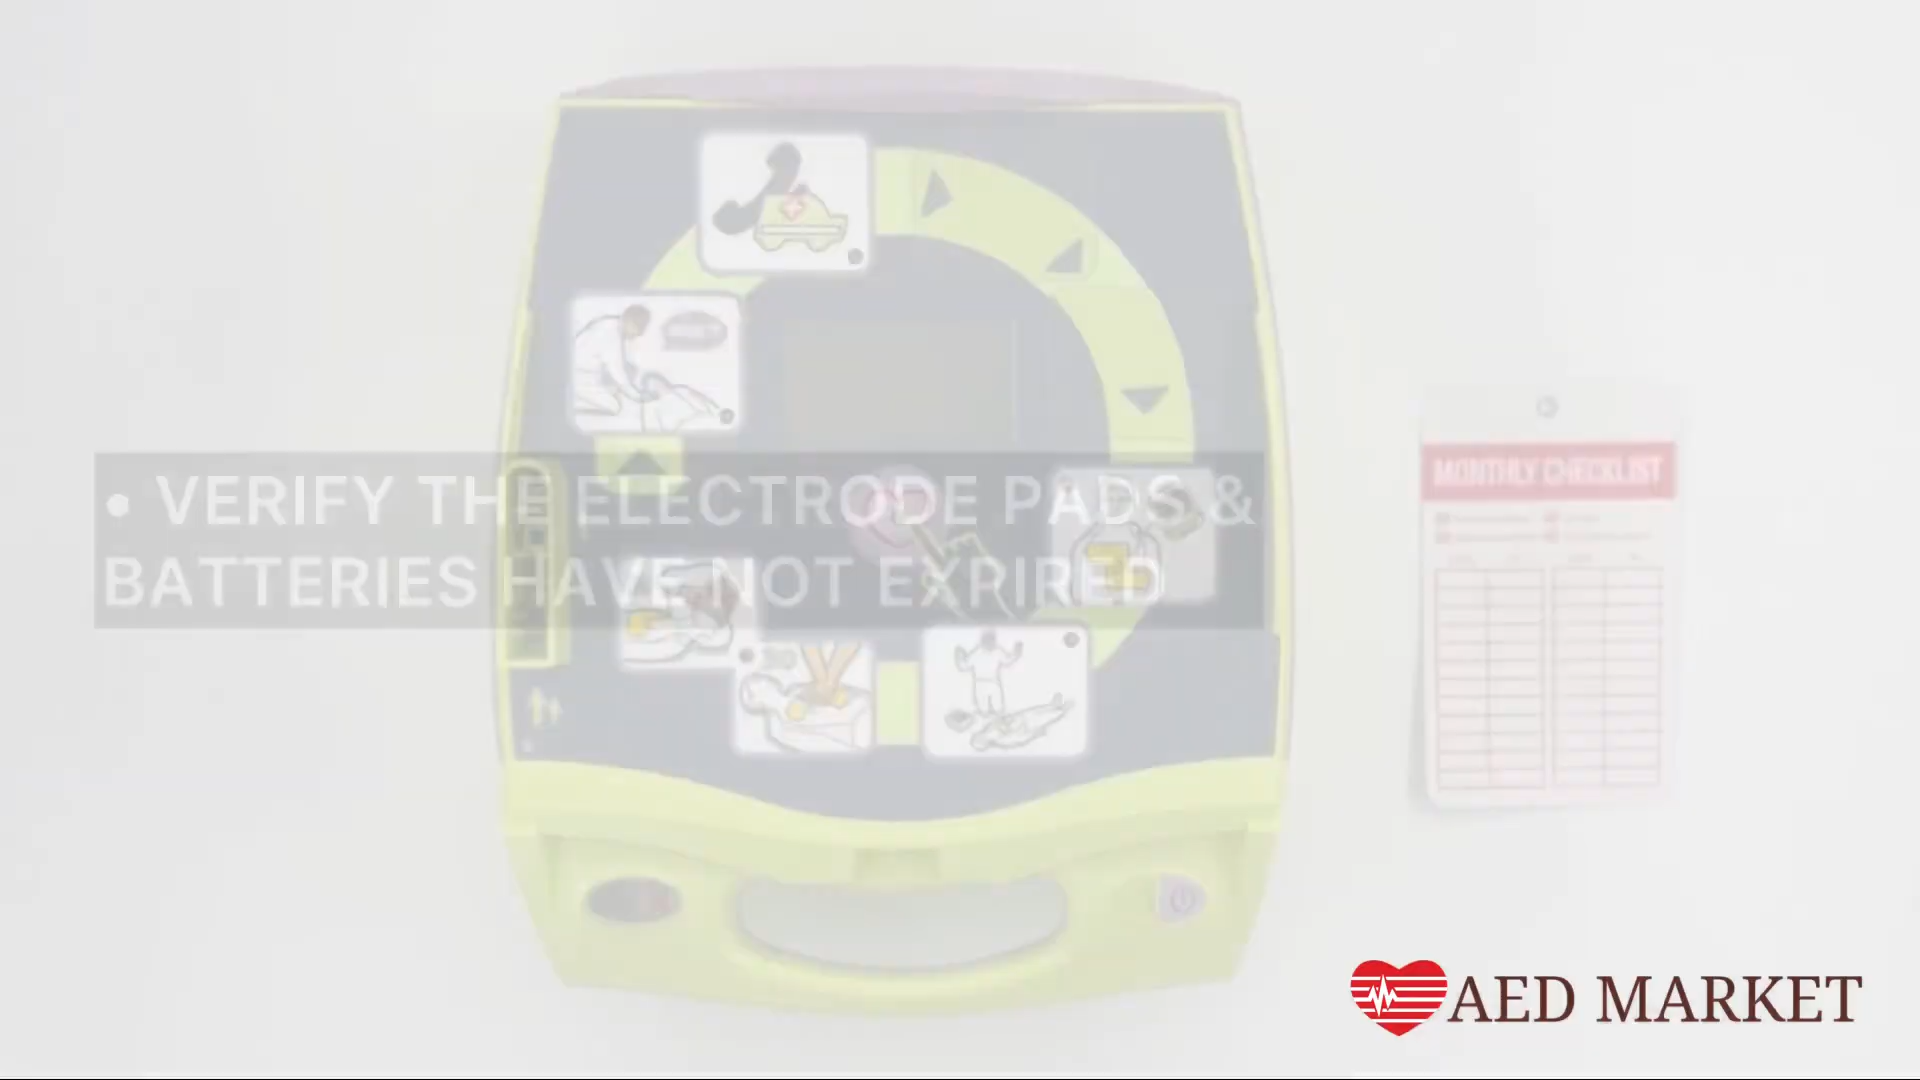 • VERIFY THE ELECTRODE PADS &
BATTERIES HAVE NOT EXPIRED
MONTHLY CHECKLIST
AED MARKET